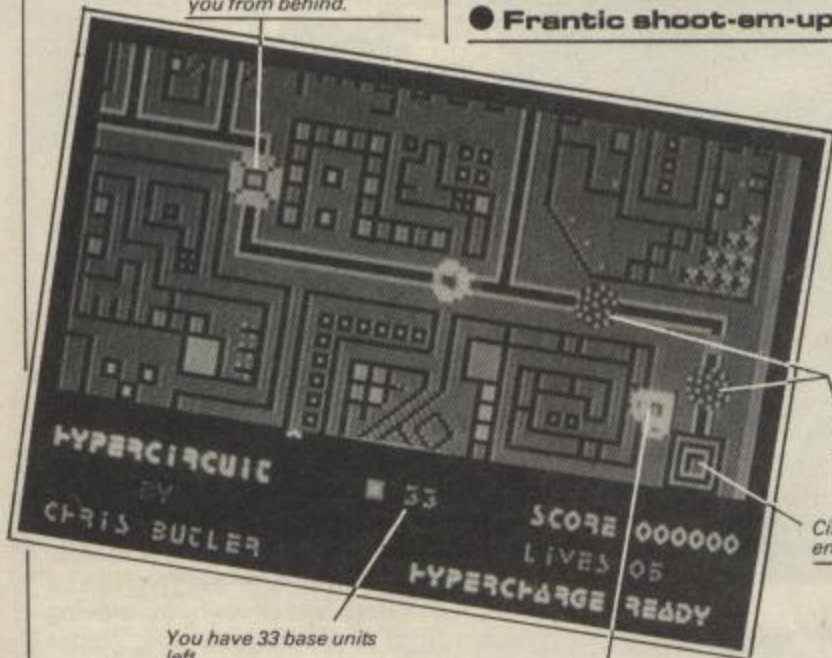 you from behind.
● Frantic shoot-em-up
HYPERCIRCUIT
BY
CHRIS BUTLER
33
SCORE 000000
LIVES 05
HYPERCHARGE READY
You have 33 base units
left.